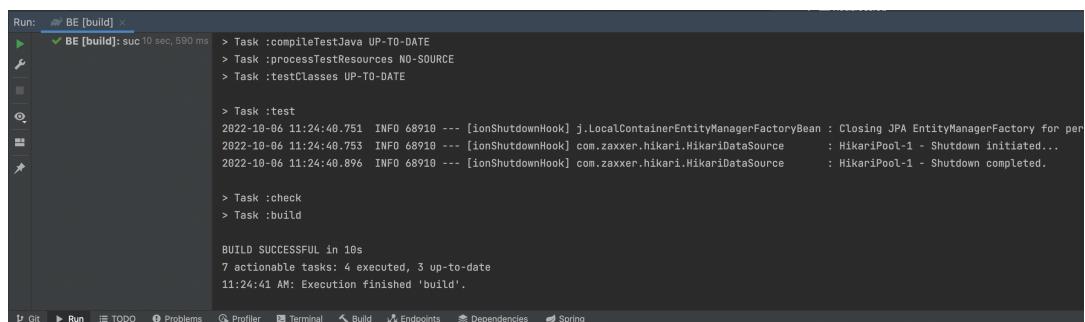 Run: BE [build] ×
BE [build]: suc 10 sec, 590 ms
> Task :compileTestJava UP-TO-DATE
> Task :processTestResources NO-SOURCE
> Task :testClasses UP-TO-DATE
> Task :test
2022-10-06 11:24:40.751 INFO 68910 --- [ionShutdownHook] j.LocalContainerEntityManagerFactoryBean : Closing JPA EntityManagerFactory for per
2022-10-06 11:24:40.753 INFO 68910 --- [ionShutdownHook] com.zaxxer.hikari.HikariDataSource : HikariPool-1 - Shutdown initiated...
2022-10-06 11:24:40.896 INFO 68910 --- [ionShutdownHook] com.zaxxer.hikari.HikariDataSource : HikariPool-1 - Shutdown completed.
> Task :check
> Task :build
BUILD SUCCESSFUL in 10s
7 actionable tasks: 4 executed, 3 up-to-date
11:24:41 AM: Execution finished 'build'.
Git Run TODO Problems Profiler Terminal Build Endpoints Dependencies Spring